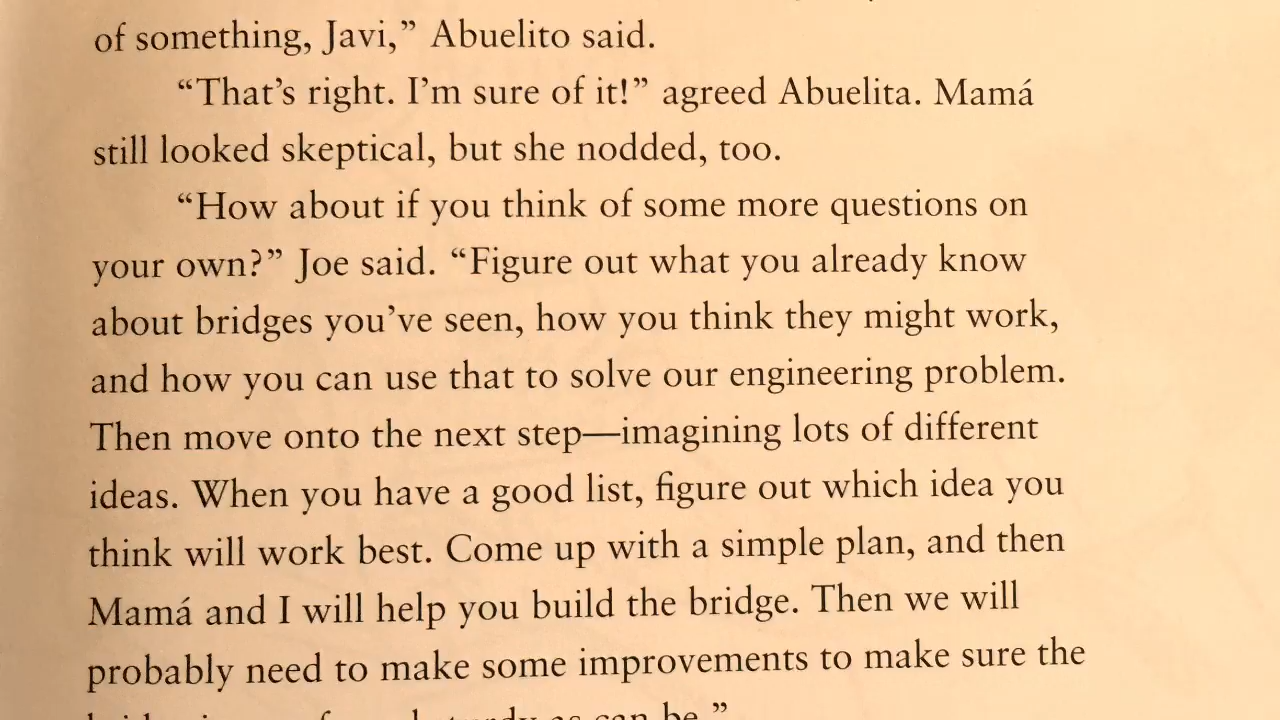 of something, Javi,” Abuelito said.
“That’s right. I’m sure of it!” agreed Abuelita. Mamá
still looked skeptical, but she nodded, too.
“How about if you think of some more questions on
your own?” Joe said. “Figure out what you already know
about bridges you’ve seen, how you think they might work,
and how you can use that to solve our engineering problem.
Then move onto the next step—imagining lots of different
ideas. When you have a good list, figure out which idea you
think will work best. Come up with a simple plan, and then
Mamá and I will help you build the bridge. Then we will
probably need to make some improvements to make sure the
as can be.”